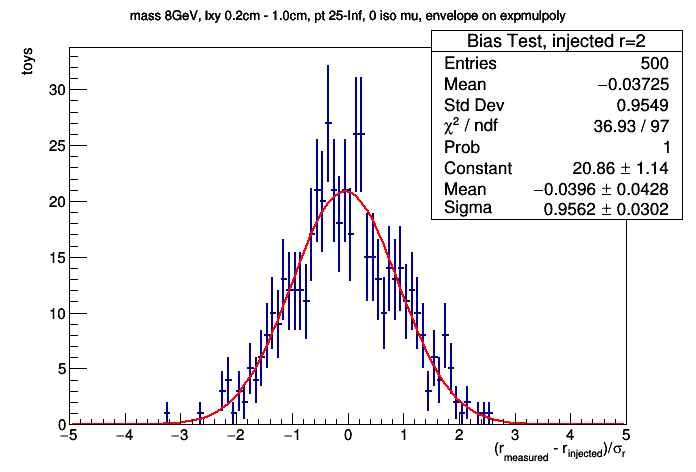 mass 8GeV, lxy 0.2cm - 1.0cm, pt 25-Inf, 0 iso mu, envelope on expmulpoly
toys
Bias Test, injected r=2
Entries 500
Mean −0.03725
Std Dev 0.9549
χ² / ndf 36.93 / 97
Prob 1
Constant 20.86 ± 1.14
Mean −0.0396 ± 0.0428
Sigma 0.9562 ± 0.0302
30
25
20
15
10
5
0
−5 −4 −3 −2 −1 0 1 2 3 4 5
(r_measured - r_injected)/σ_r